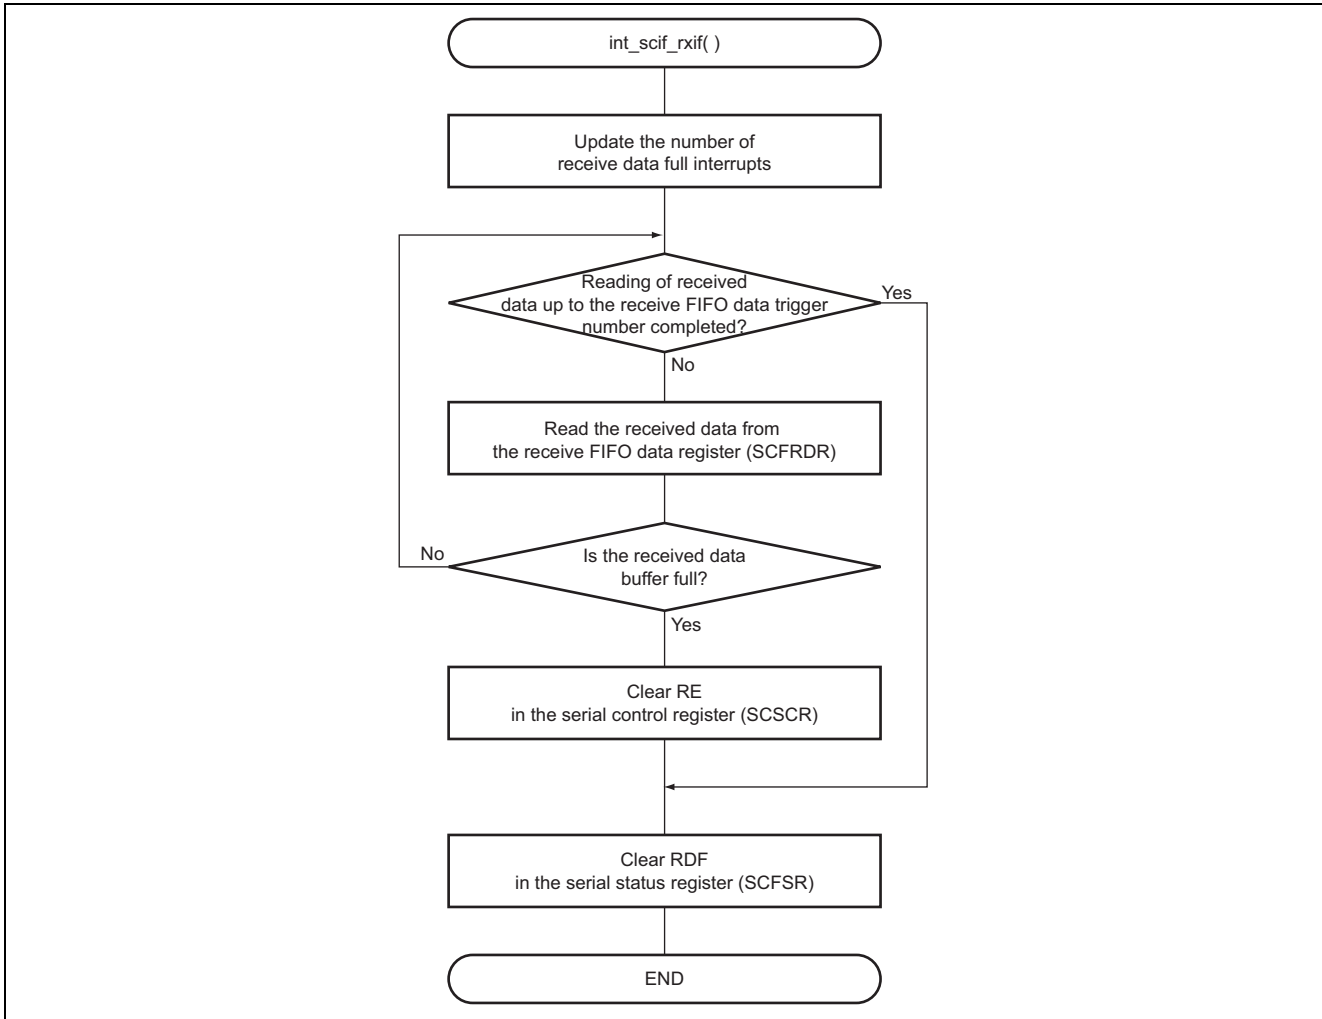 int_scif_rxif( )
Update the number of
receive data full interrupts
Reading of received
data up to the receive FIFO data trigger
number completed?
Yes
No
Read the received data from
the receive FIFO data register (SCFRDR)
No
Is the received data
buffer full?
Yes
Clear RE
in the serial control register (SCSCR)
Clear RDF
in the serial status register (SCFSR)
END